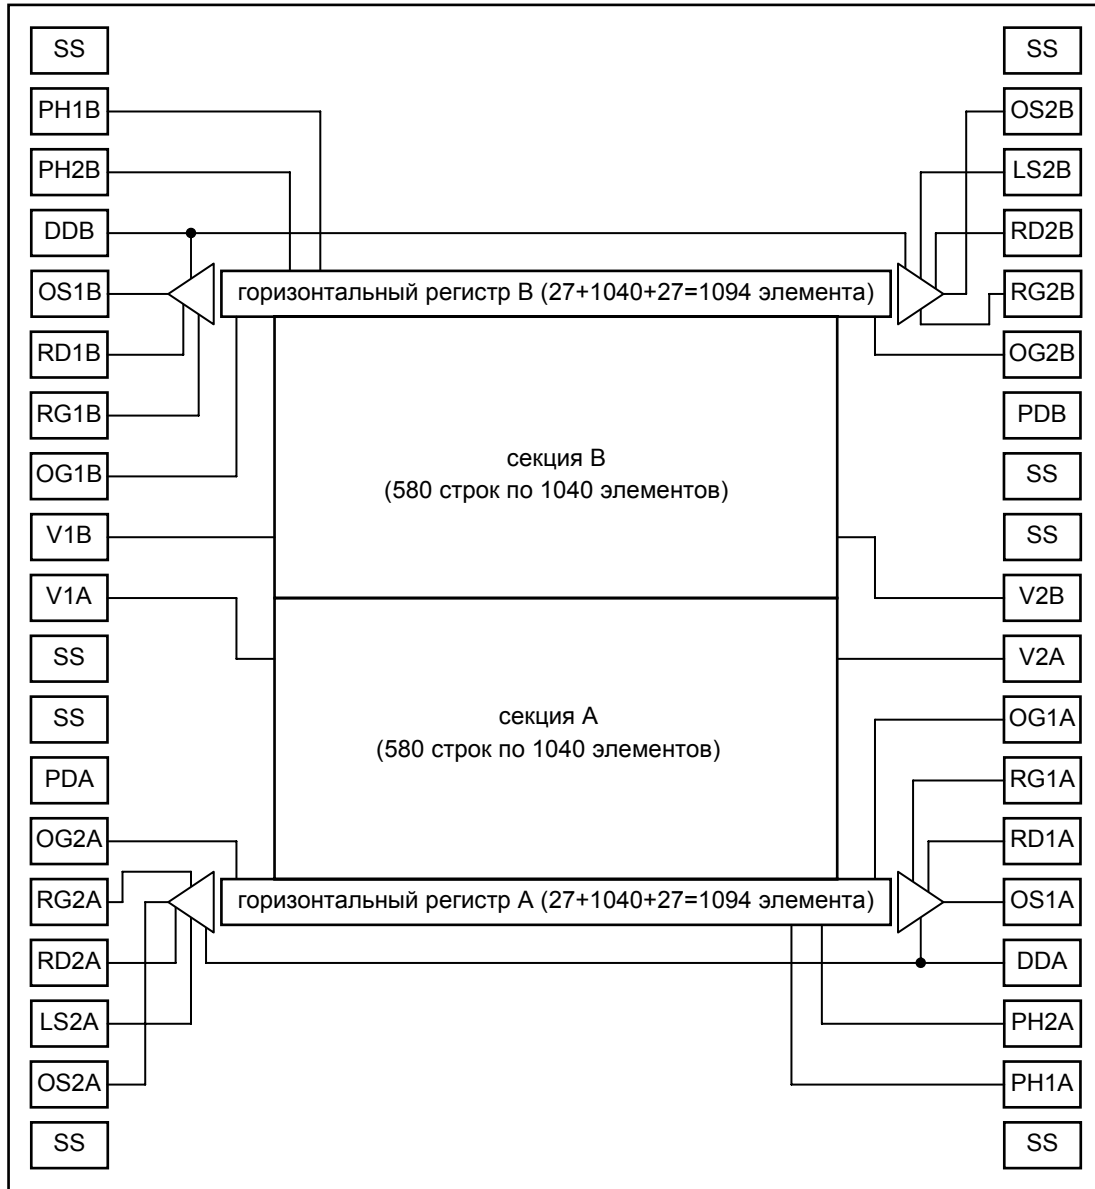 SS
SS
PH1B
OS2B
PH2B
LS2B
DDB
RD2B
OS1B
горизонтальный регистр B (27+1040+27=1094 элемента)
RG2B
RD1B
OG2B
RG1B
PDB
секция B
OG1B
SS
(580 строк по 1040 элементов)
V1B
SS
V1A
V2B
SS
V2A
SS
секция A
OG1A
(580 строк по 1040 элементов)
PDA
RG1A
OG2A
RD1A
RG2A
горизонтальный регистр A (27+1040+27=1094 элемента)
OS1A
RD2A
DDA
LS2A
PH2A
OS2A
PH1A
SS
SS